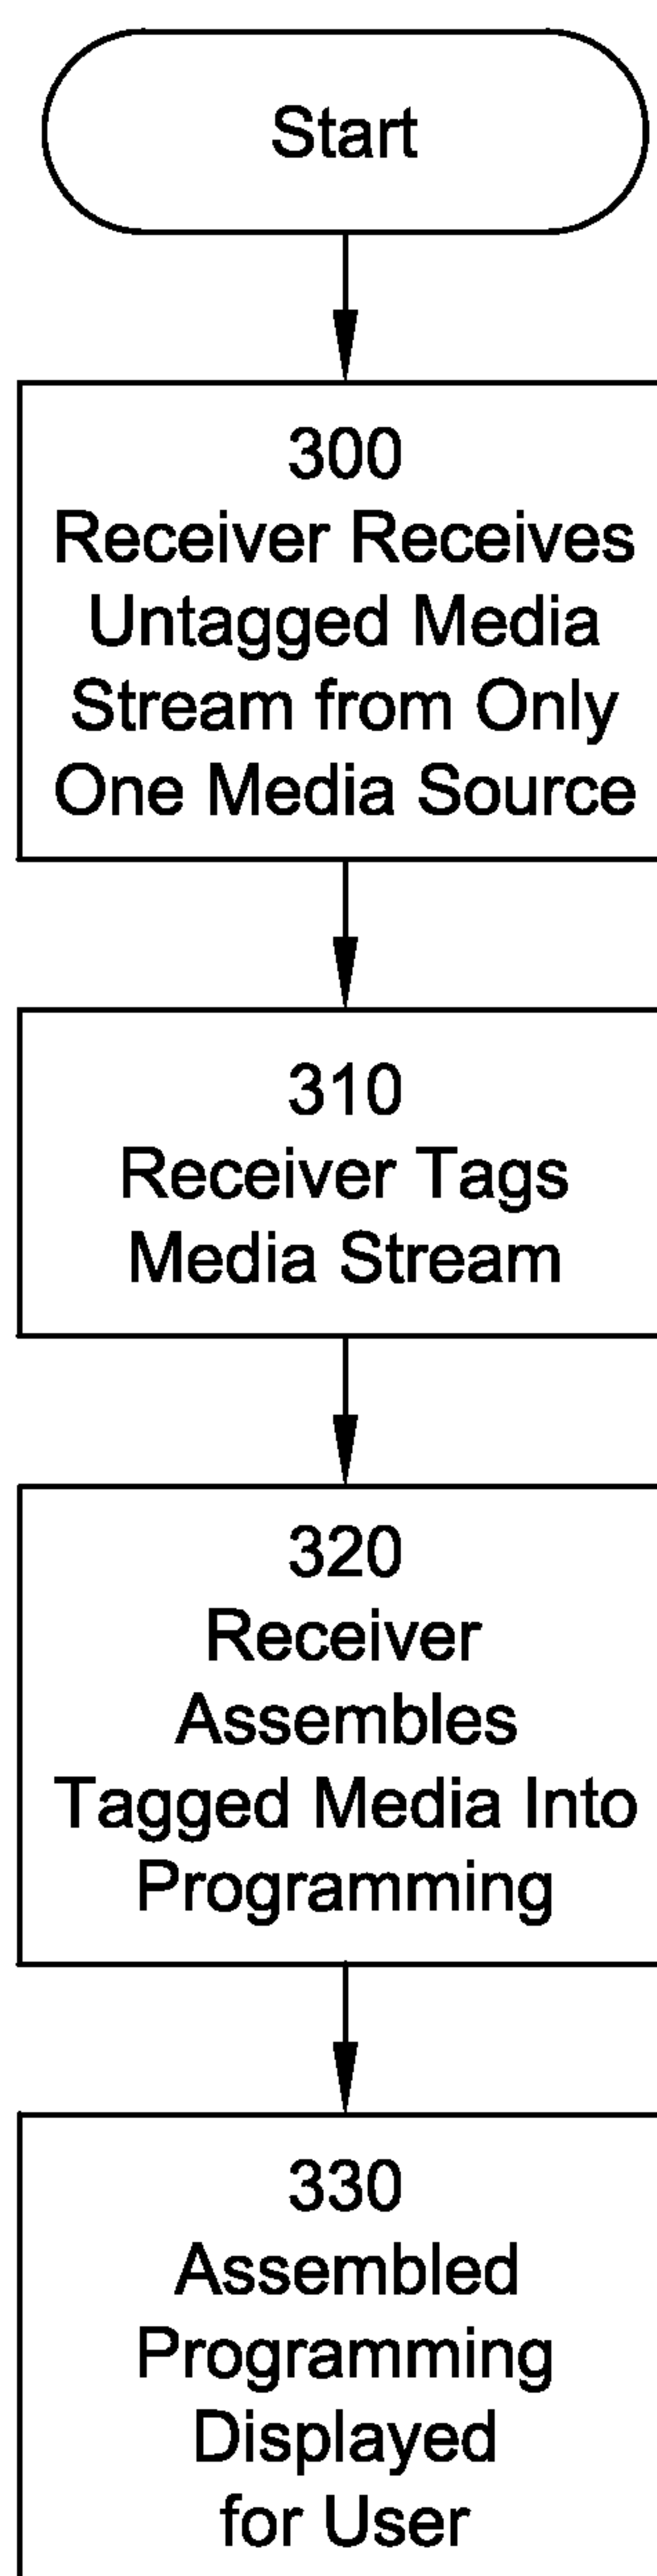 Start
300
Receiver Receives
Untagged Media
Stream from Only
One Media Source
310
Receiver Tags
Media Stream
320
Receiver
Assembles
Tagged Media Into
Programming
330
Assembled
Programming
Displayed
for User